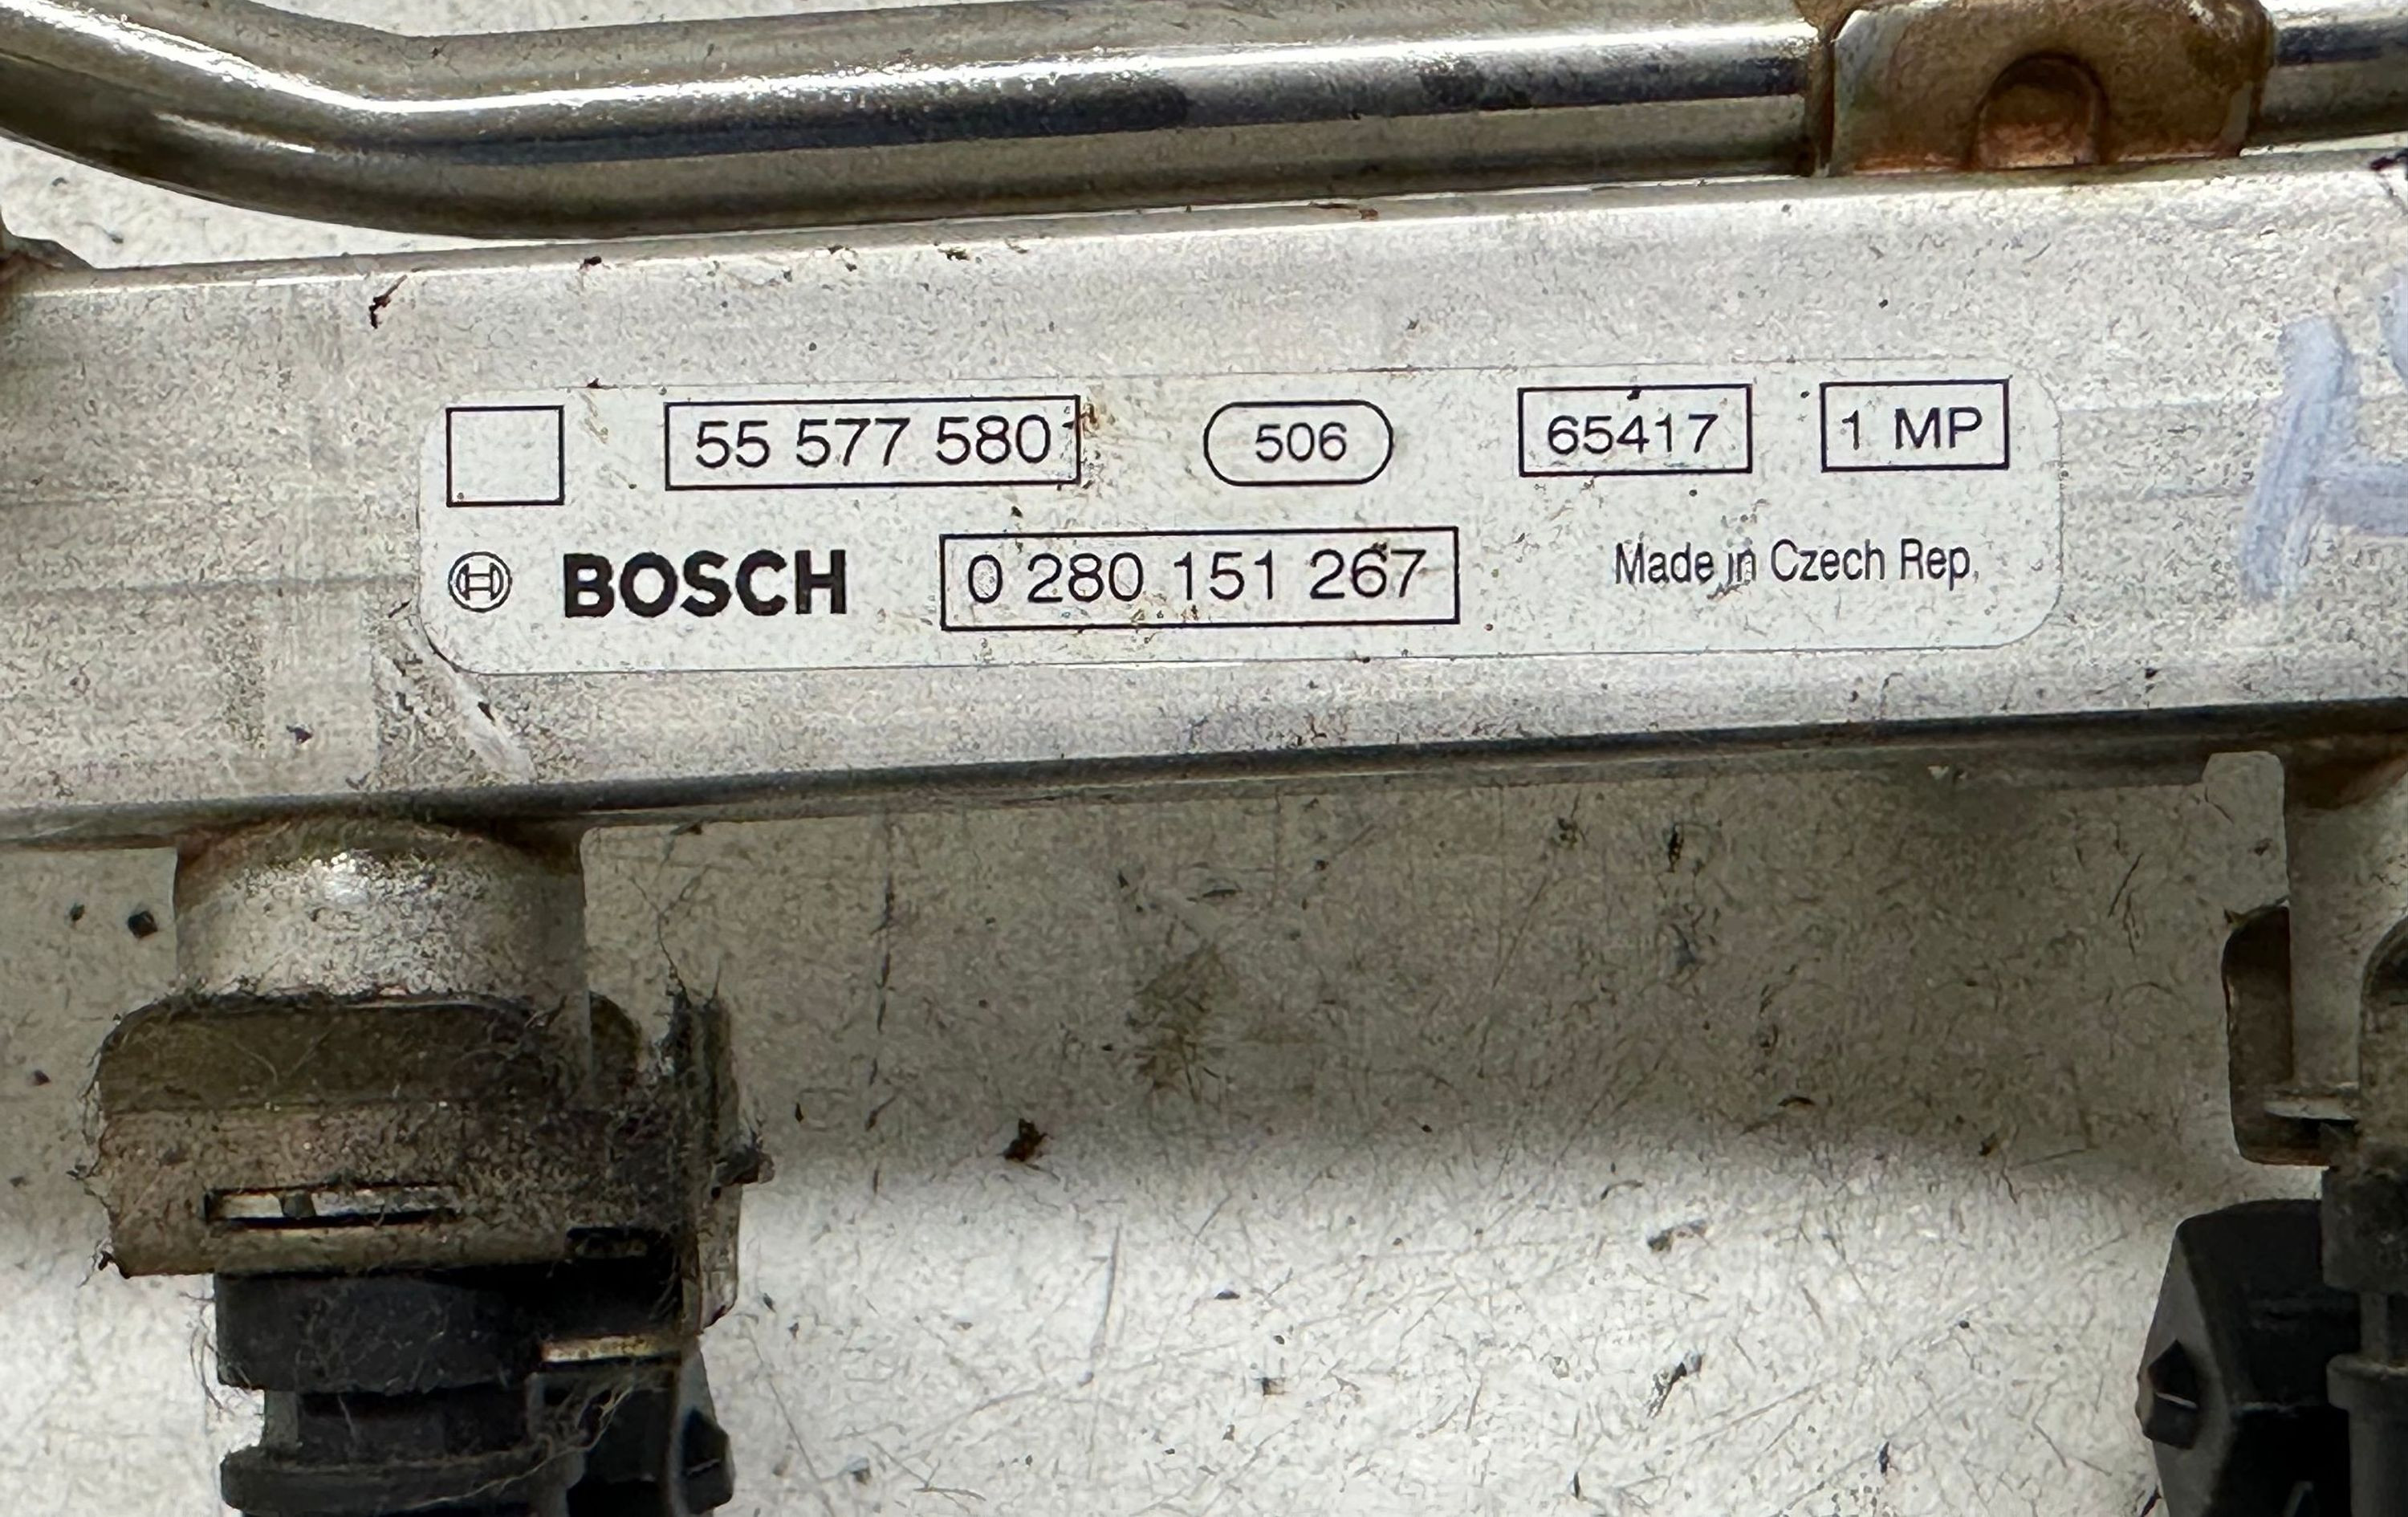 55 577 580 506 65417 1 MP
BOSCH 0 280 151 267 Made in Czech Rep.